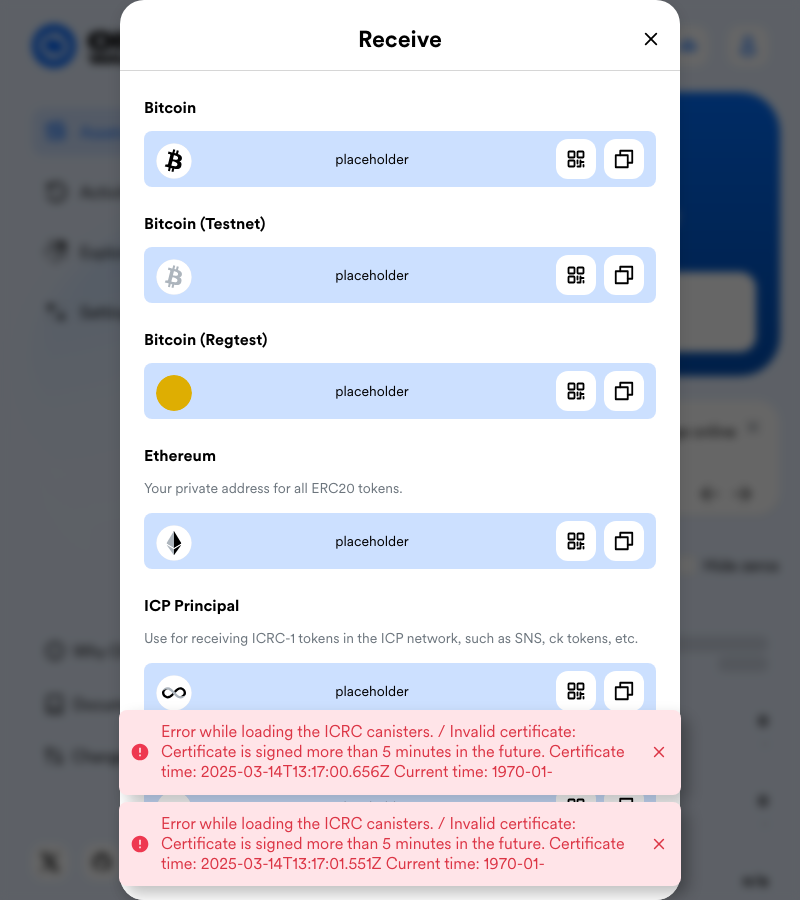 Receive
Bitcoin
placeholder
Bitcoin (Testnet)
placeholder
Bitcoin (Regtest)
placeholder
Ethereum
Your private address for all ERC20 tokens.
placeholder
ICP Principal
Use for receiving ICRC-1 tokens in the ICP network, such as SNS, ck tokens, etc.
placeholder
Error while loading the ICRC canisters. / Invalid certificate:
Certificate is signed more than 5 minutes in the future. Certificate
time: 2025-03-14T13:17:00.656Z Current time: 1970-01-
Error while loading the ICRC canisters. / Invalid certificate:
Certificate is signed more than 5 minutes in the future. Certificate
time: 2025-03-14T13:17:01.551Z Current time: 1970-01-